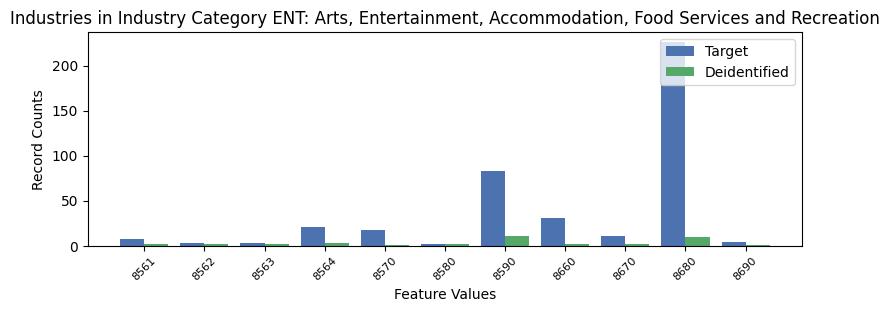 Industries in Industry Category ENT: Arts, Entertainment, Accommodation, Food Services and Recreation
Target
Deidentified
Record Counts
200
150
100
50
0
8561 8562 8563 8564 8570 8580 8590 8660 8670 8680 8690
Feature Values